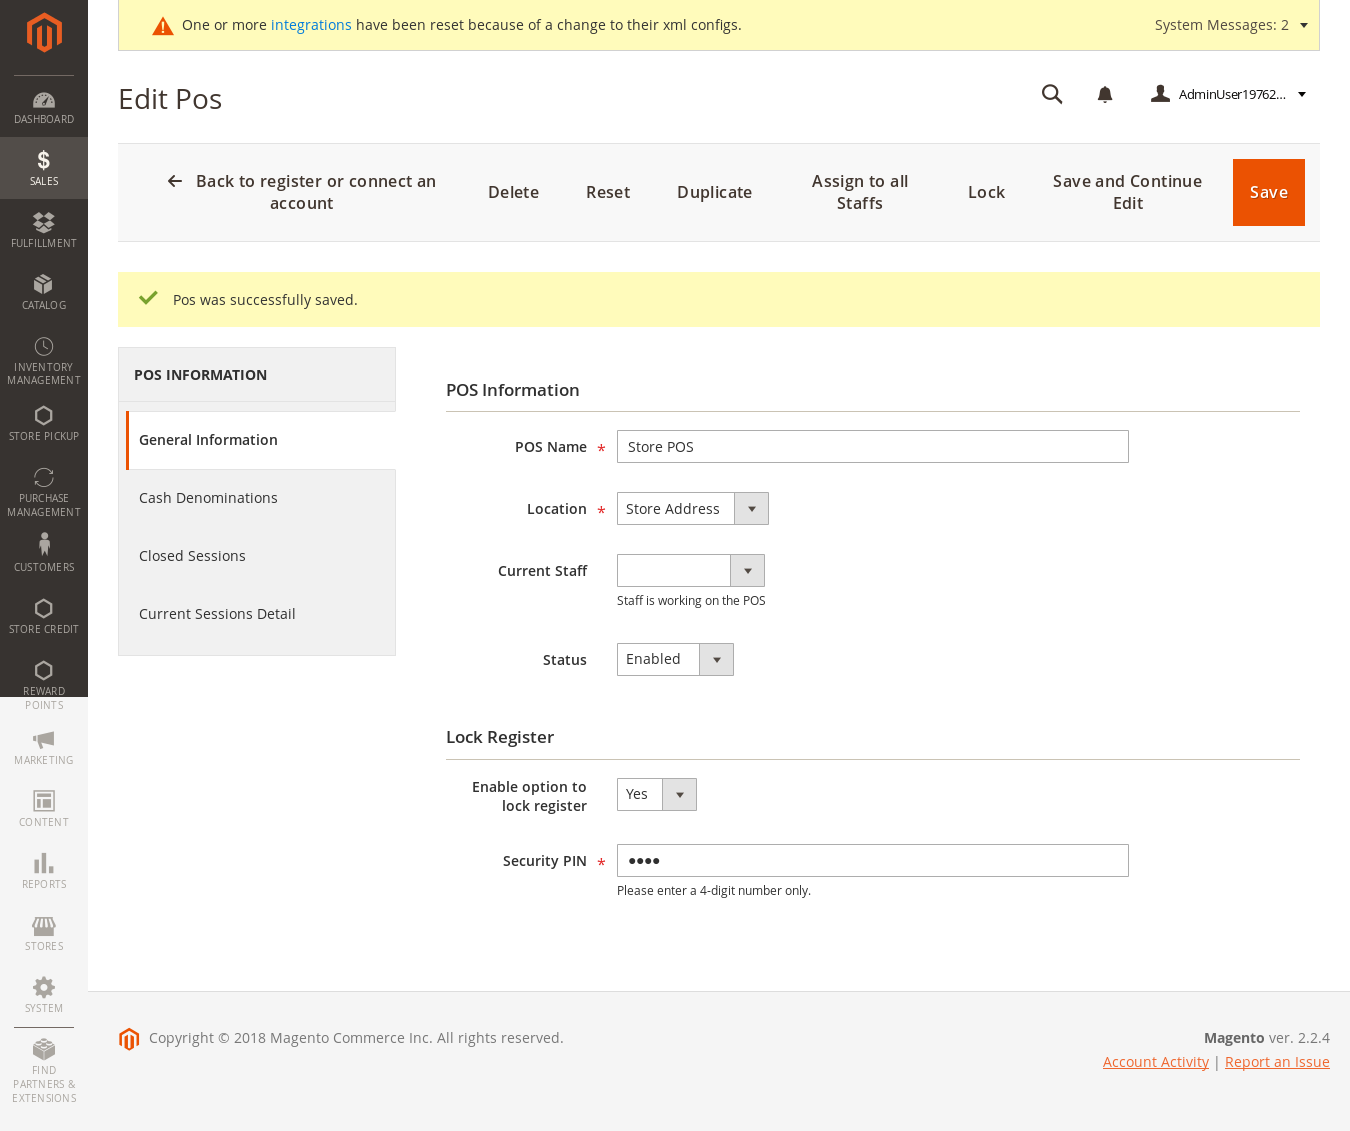 One or more integrations have been reset because of a change to their xml configs.
System Messages: 2
Edit Pos
AdminUser19762...
Back to register or connect an
account
Delete
Reset
Duplicate
Assign to all
Staffs
Lock
Save and Continue
Edit
Save
Pos was successfully saved.
DASHBOARD
$
SALES
FULFILLMENT
CATALOG
INVENTORY
MANAGEMENT
STORE PICKUP
PURCHASE
MANAGEMENT
CUSTOMERS
STORE CREDIT
REWARD
POINTS
MARKETING
CONTENT
REPORTS
STORES
SYSTEM
FIND
PARTNERS &
EXTENSIONS
POS INFORMATION
General Information
Cash Denominations
Closed Sessions
Current Sessions Detail
POS Information
POS Name * Store POS
Location * Store Address
Current Staff
Staff is working on the POS
Status Enabled
Lock Register
Enable option to
lock register
Yes
Security PIN * ●●●●
Please enter a 4-digit number only.
Copyright © 2018 Magento Commerce Inc. All rights reserved.
Magento ver. 2.2.4
Account Activity | Report an Issue